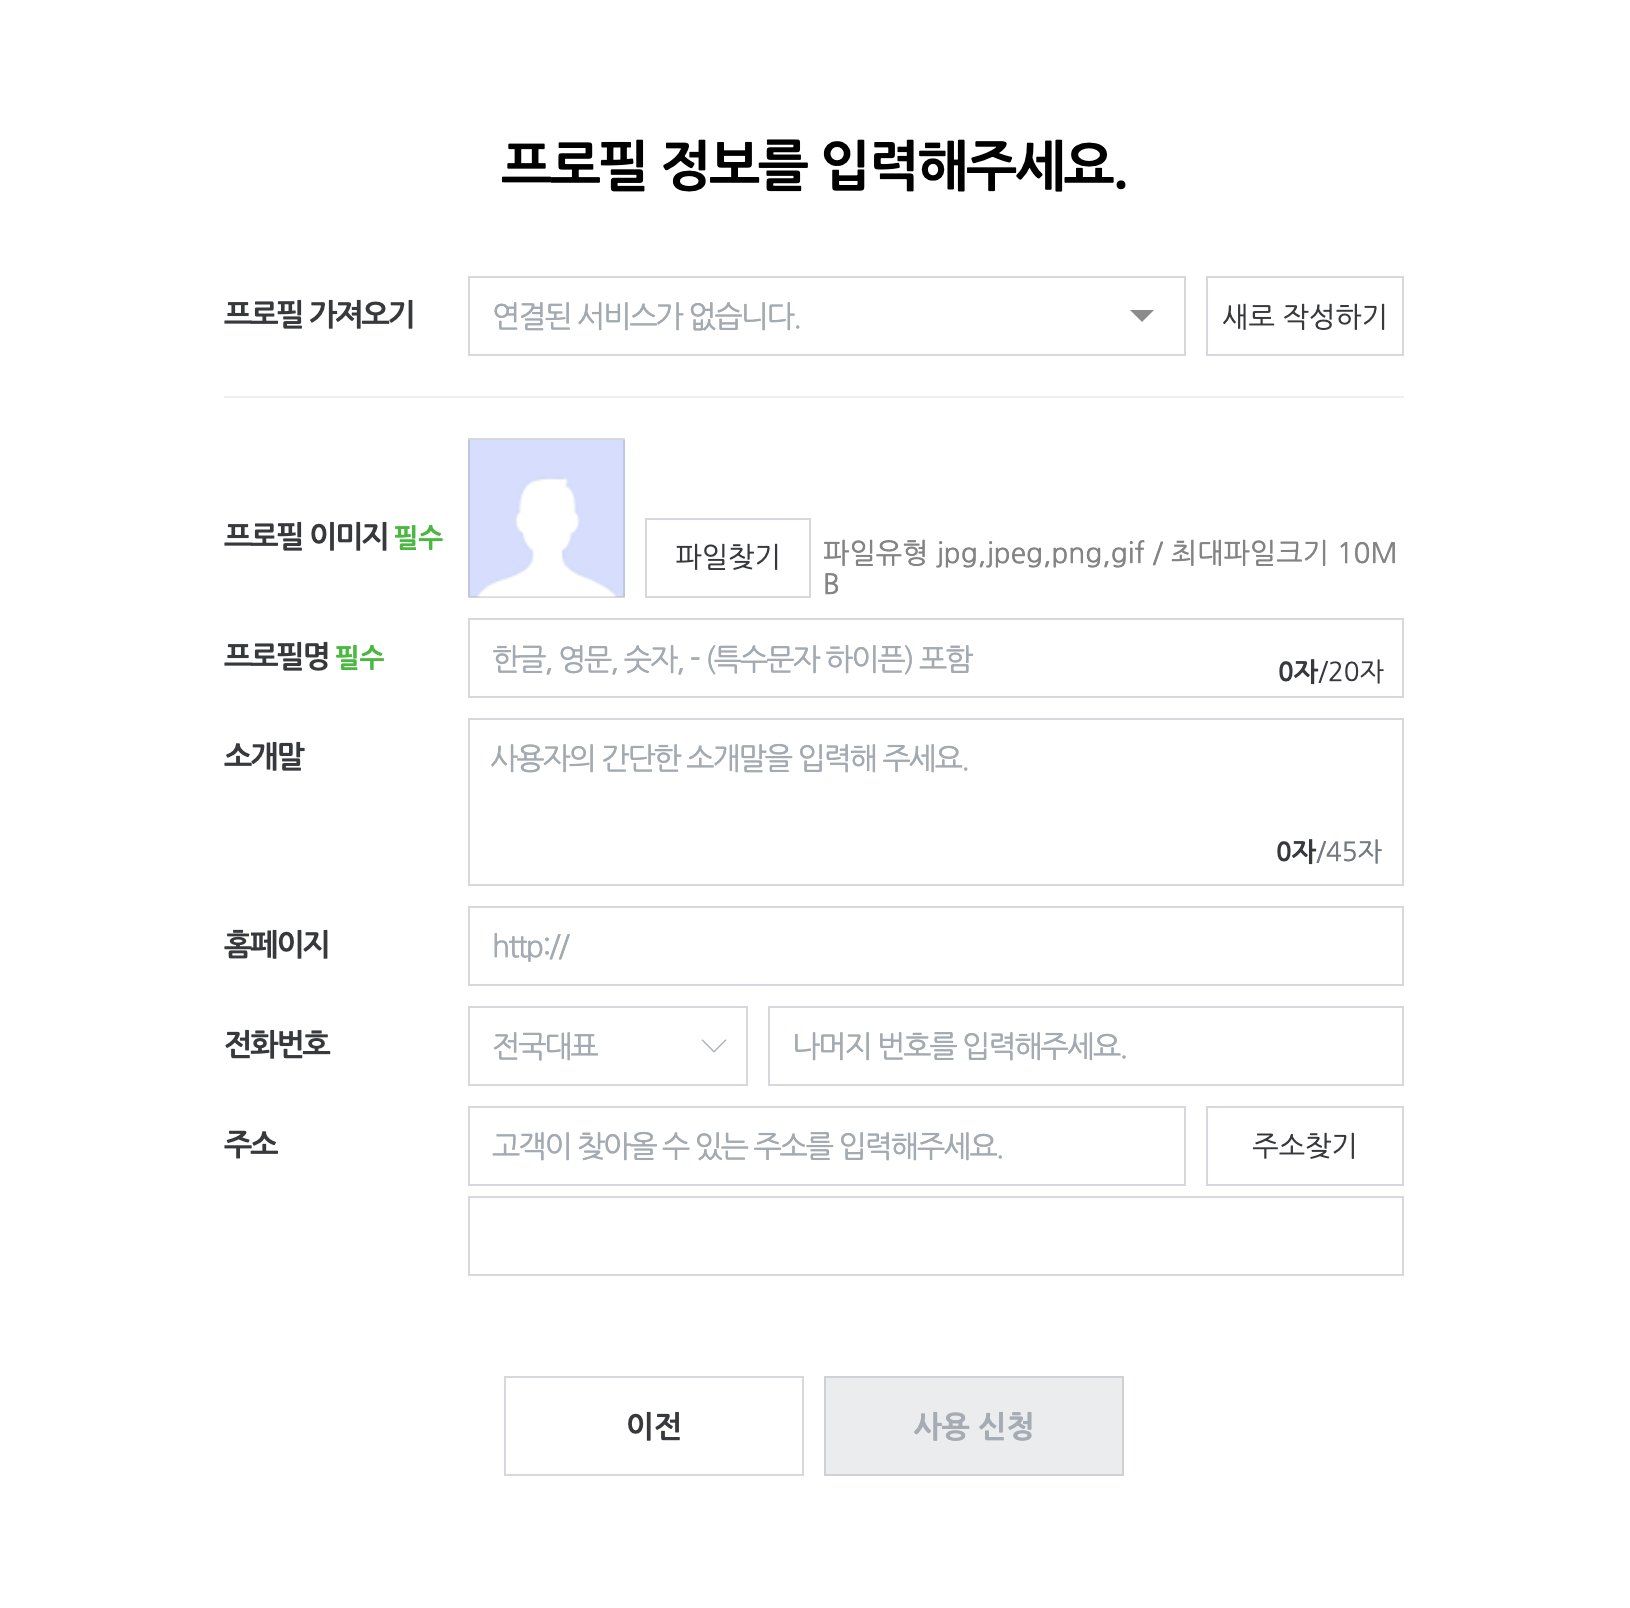 프로필 정보를 입력해주세요.
프로필 가져오기 연결된 서비스가 없습니다. 새로 작성하기
프로필 이미지 필수 파일찾기 파일유형 jpg,jpeg,png,gif / 최대파일크기 10M
B
프로필명 필수 한글, 영문, 숫자, - (특수문자 하이픈) 포함 0자/20자
소개말 사용자의 간단한 소개말을 입력해 주세요.
0자/45자
홈페이지 http://
전화번호 전국대표 나머지 번호를 입력해주세요.
주소 고객이 찾아올 수 있는 주소를 입력해주세요. 주소찾기
이전 사용 신청